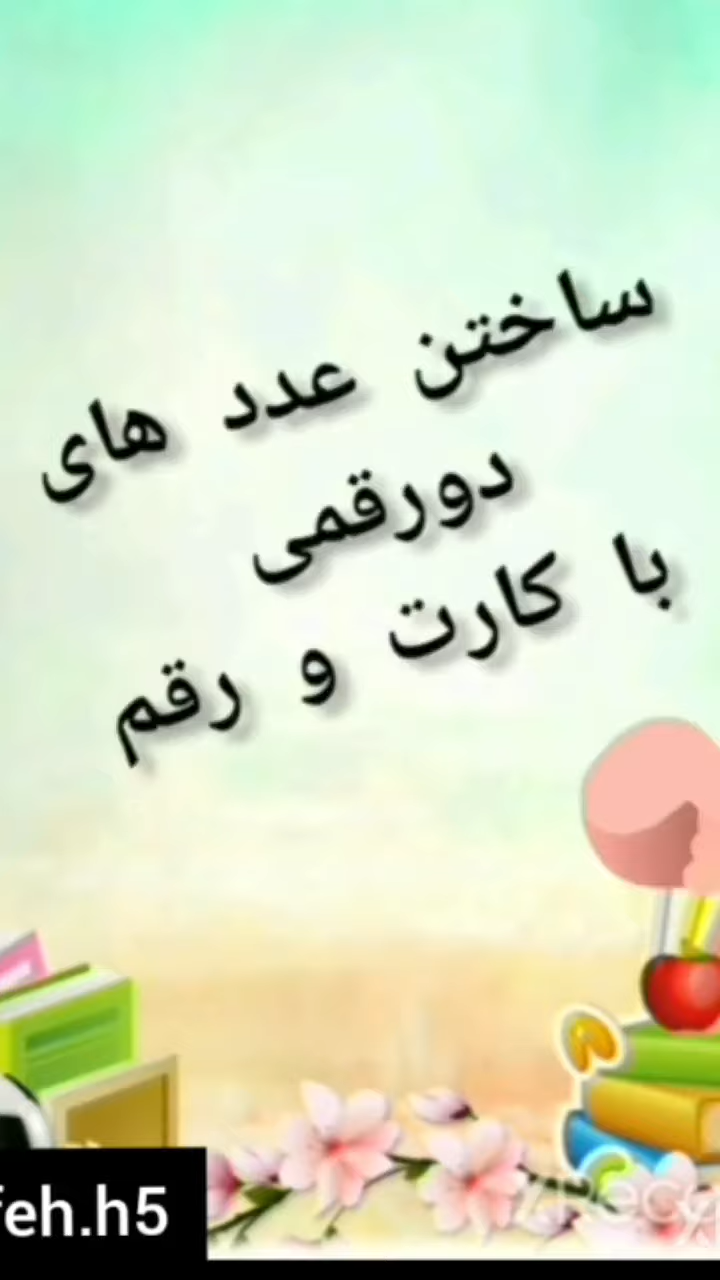 ساختن عدد های
دورقمی
با کارت و رقم
feh.h5